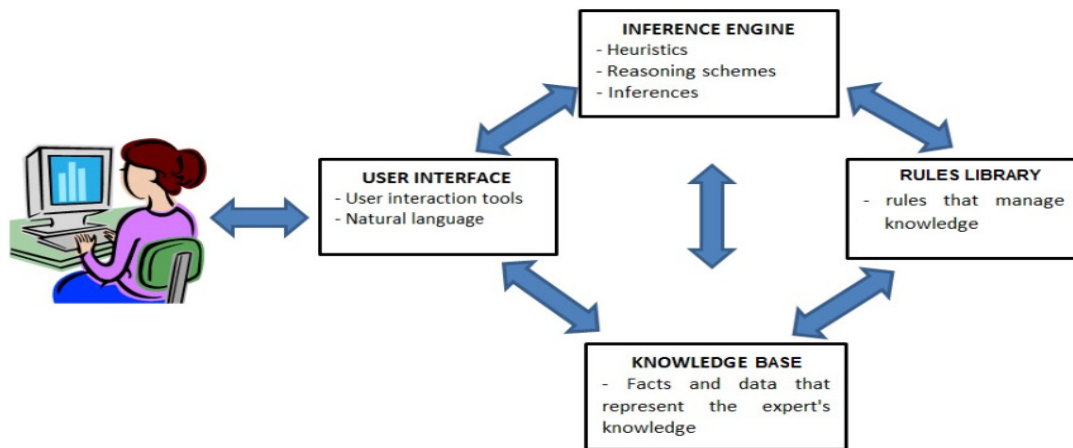 INFERENCE ENGINE
- Heuristics
- Reasoning schemes
- Inferences
USER INTERFACE
- User interaction tools
- Natural language
RULES LIBRARY
- rules that manage
knowledge
KNOWLEDGE BASE
- Facts and data that
represent the expert's
knowledge